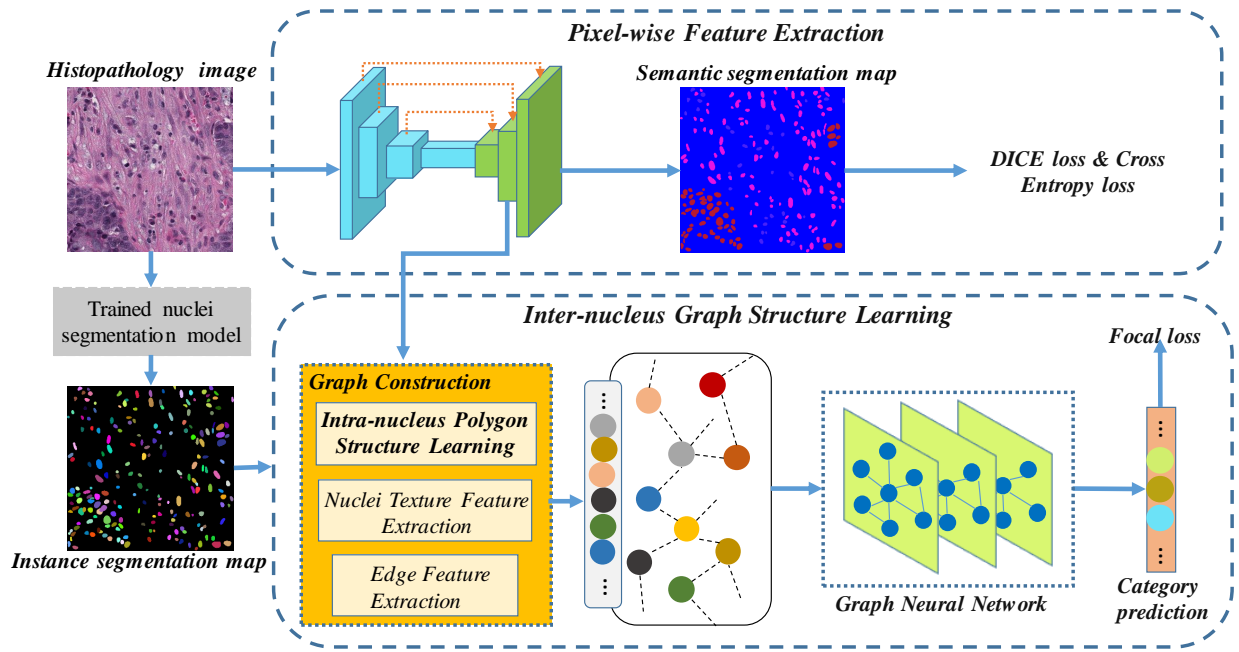 Pixel-wise Feature Extraction
Histopathology image
Semantic segmentation map
DICE loss & Cross
Entropy loss
Trained nuclei
segmentation model
Inter-nucleus Graph Structure Learning
Focal loss
Graph Construction
Intra-nucleus Polygon
Structure Learning
...
...
Nuclei Texture Feature
Extraction
Instance segmentation map
Edge Feature
Extraction
...
...
Graph Neural Network
Category
prediction